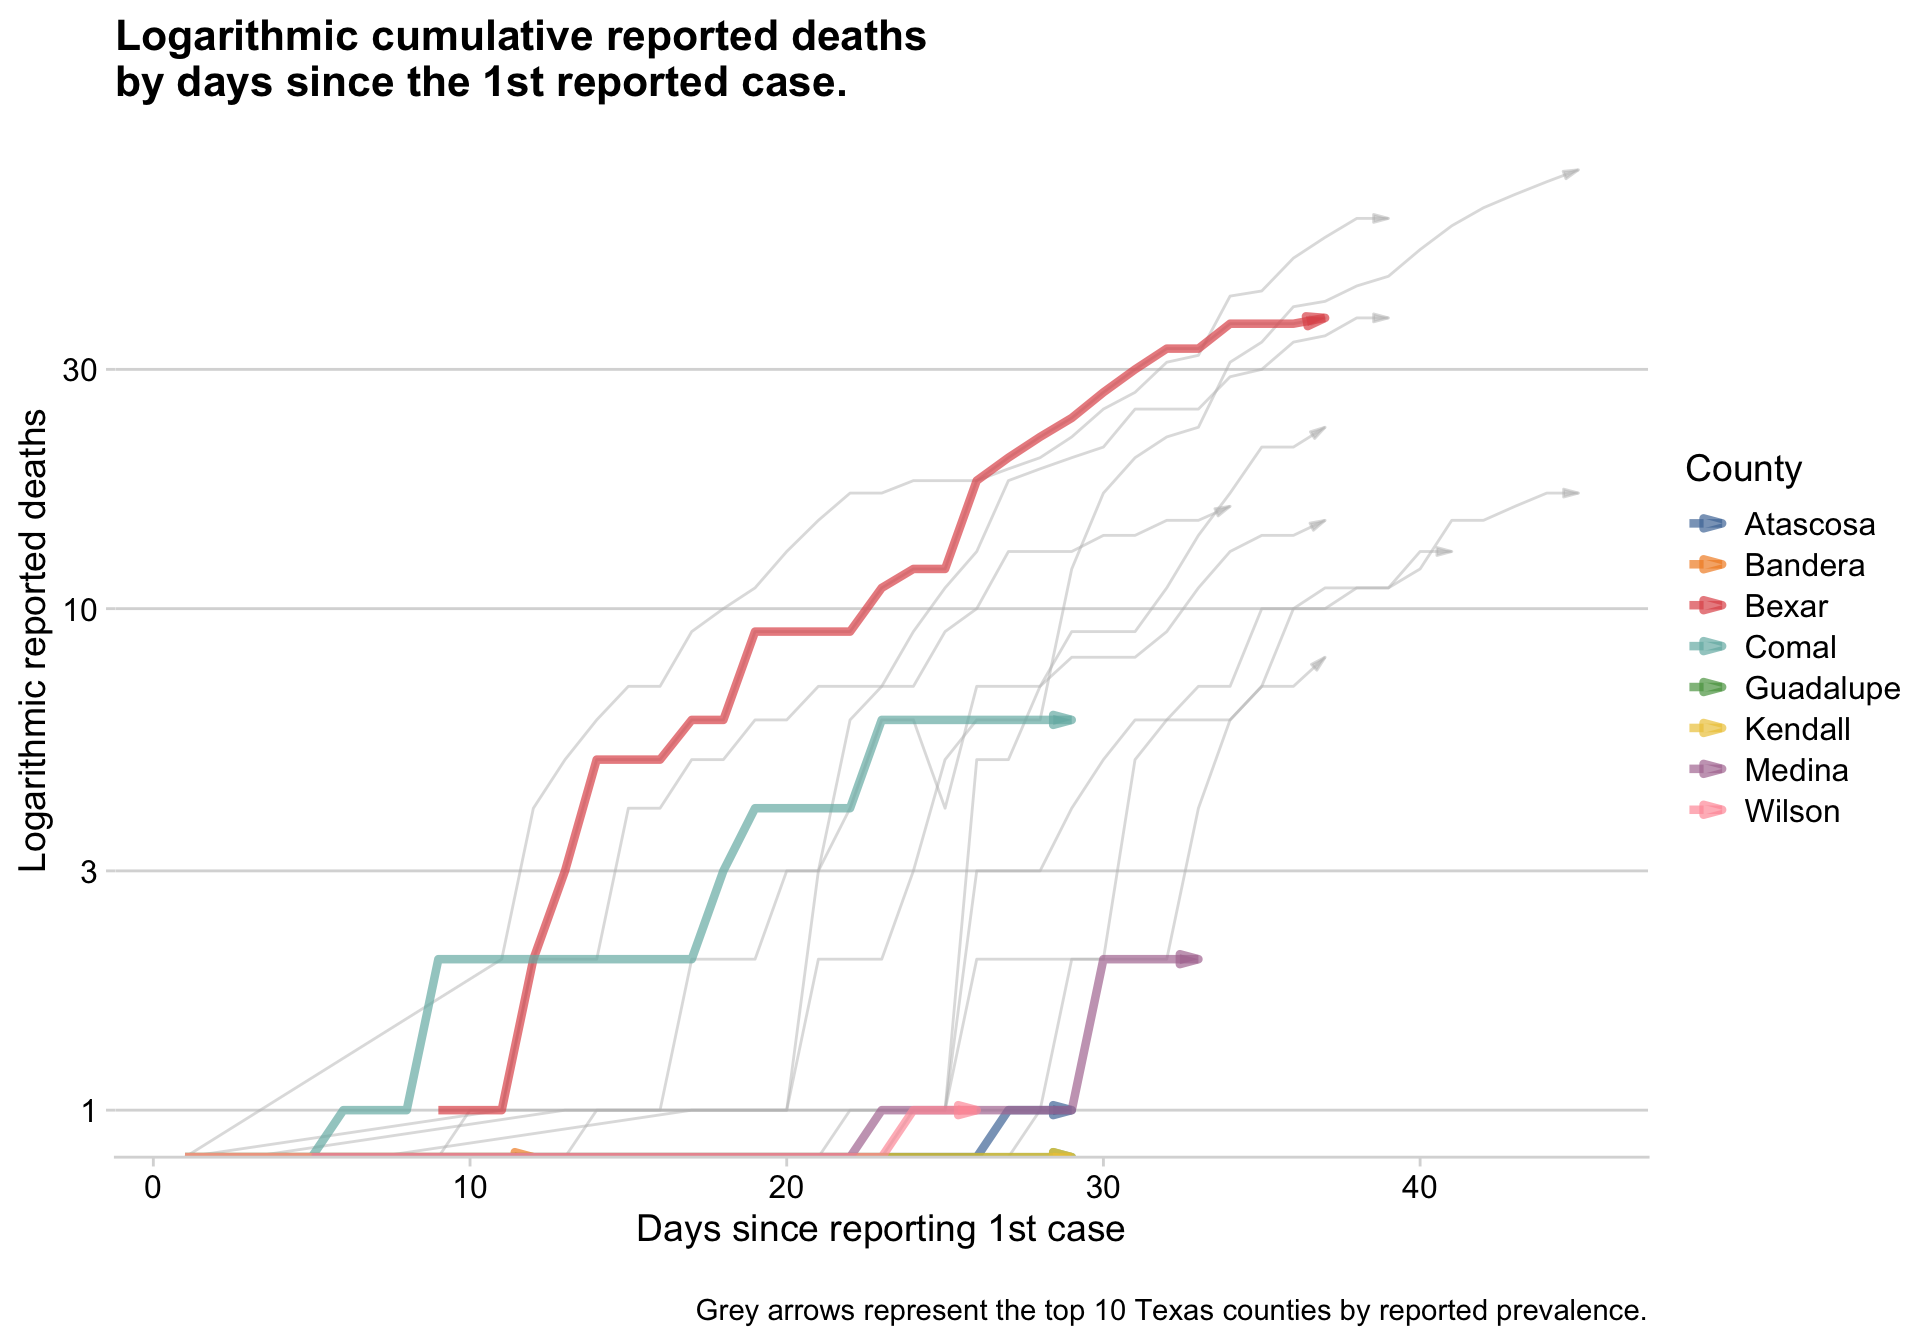 Logarithmic cumulative reported deaths
by days since the 1st reported case.
Logarithmic reported deaths
30
10
3
1
0
10
20
30
40
Days since reporting 1st case
County
Atascosa
Bandera
Bexar
Comal
Guadalupe
Kendall
Medina
Wilson
Grey arrows represent the top 10 Texas counties by reported prevalence.